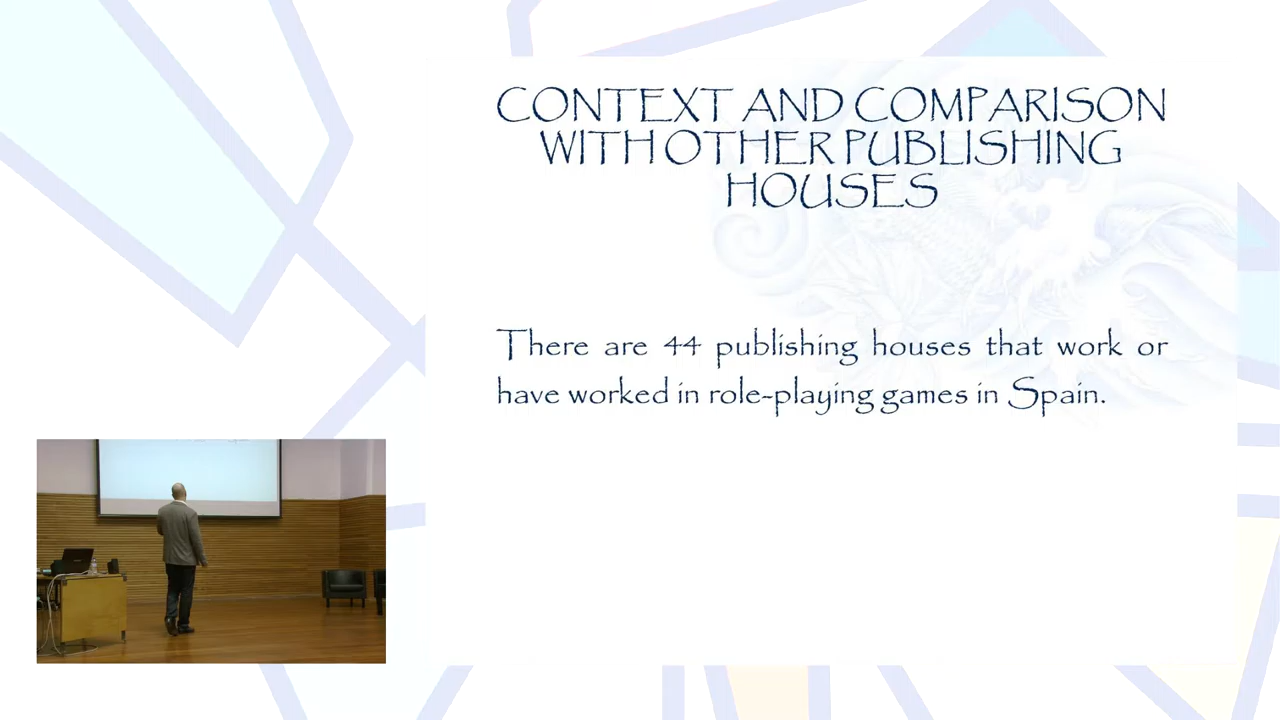 CONTEXT AND COMPARISON
WITH OTHER PUBLISHING
HOUSES
There are 44 publishing houses that work or
have worked in role-playing games in Spain.